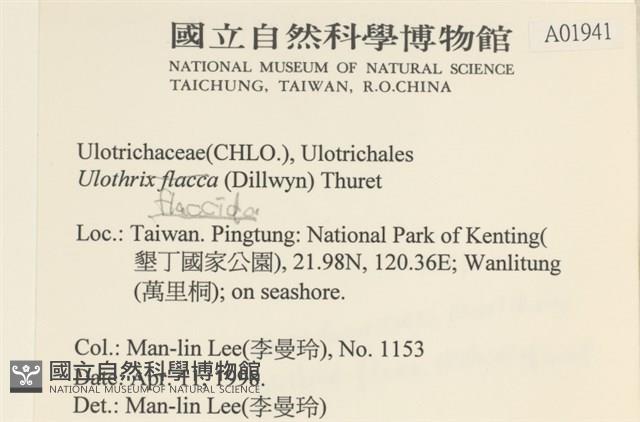 國立自然科學博物館
A01941
NATIONAL MUSEUM OF NATURAL SCIENCE
TAICHUNG, TAIWAN, R.O.CHINA
Ulotrichaceae(CHLO.), Ulotrichales
Ulothrix flacca (Dillwyn) Thuret
flaccida
Loc.: Taiwan. Pingtung: National Park of Kenting(
墾丁國家公園), 21.98N, 120.36E; Wanlitung
(萬里桐); on seashore.
Col.: Man-lin Lee(李曼玲), No. 1153
國立自然科學博物館
Date: Apr. 11, 1998.
NATIONAL MUSEUM OF NATURAL SCIENCE
Det.: Man-lin Lee(李曼玲)